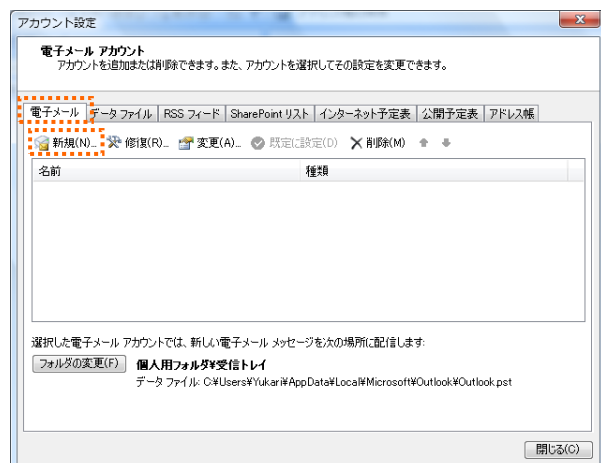 アカウント設定
電子メール アカウント
アカウントを追加または削除できます。また、アカウントを選択してその設定を変更できます。
電子メール データ ファイル RSS フィード SharePoint リスト インターネット予定表 公開予定表 アドレス帳
新規(N)... 修復(R)... 変更(A)... 既定に設定(D) 削除(M)
名前 種類
選択した電子メール アカウントでは、新しい電子メール メッセージを次の場所に配信します:
フォルダの変更(F) 個人用フォルダ¥受信トレイ
データ ファイル: C:¥Users¥Yukari¥AppData¥Local¥Microsoft¥Outlook¥Outlook.pst
閉じる(C)